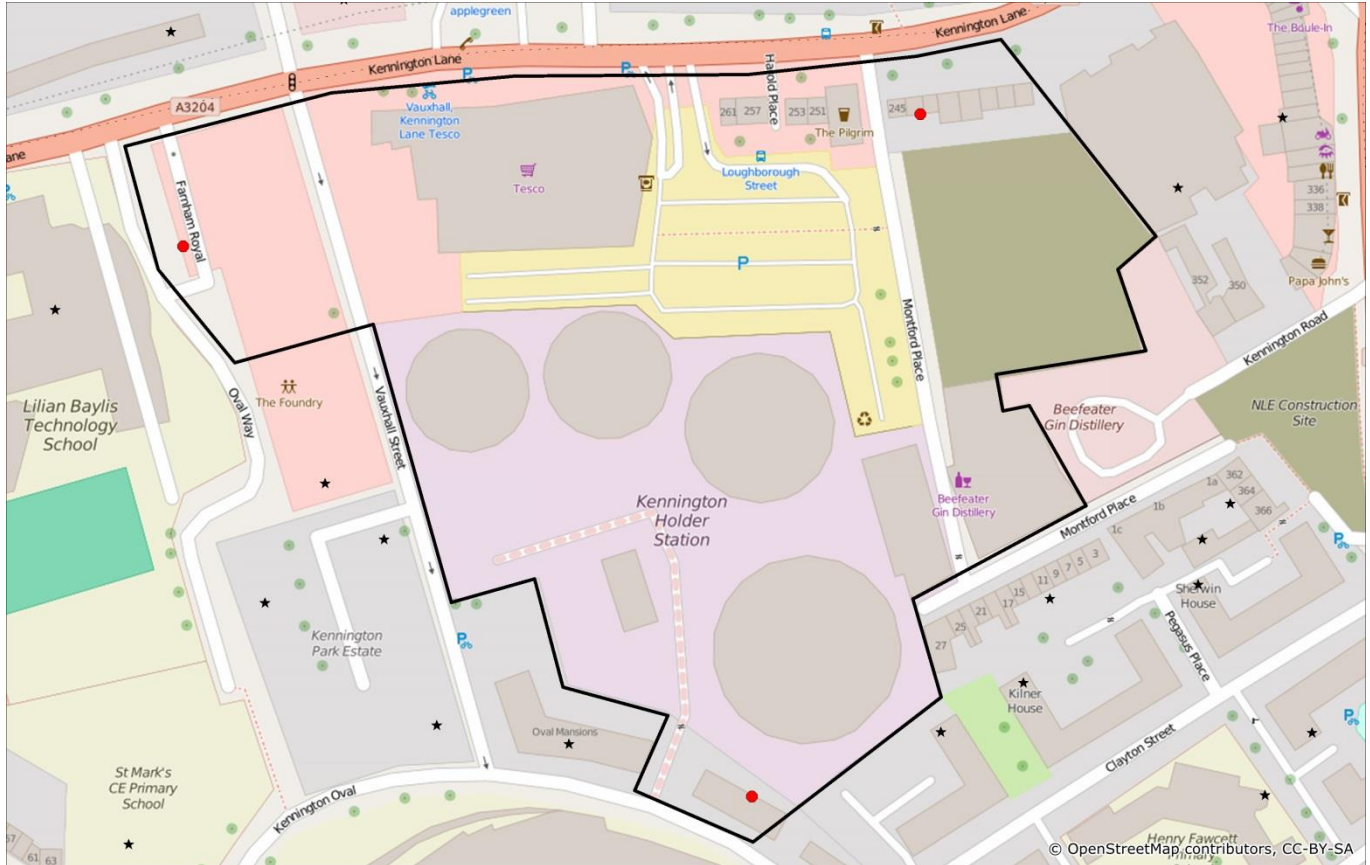 applegreen
The Boule-In
Kennington Lane
Kennington Lane
A3204
Vauxhall,
Kennington
Lane Tesco
Harold Place
261 257
253 251
The Pilgrim
245
Tesco
Loughborough
Street
Farnham Royal
336
338
Papa John's
352
350
Lane
Montford Place
Kennington Road
Vauxhall Street
The Foundry
Oval Way
Lilian Baylis
Technology
School
Beefeater
Gin Distillery
NLE Construction
Site
Kennington
Holder
Station
Beefeater
Gin Distillery
Montford Place
1a
362
364
366
1b
1c
3
5
7
9
11
15
17
21
25
27
Sherwin
House
Pegasus Place
Kennington
Park Estate
Kilner
House
Oval Mansions
Clayton Street
St Mark's
CE Primary
School
Kennington Oval
57
61
63
Henry Fawcett
Primary
© OpenStreetMap contributors, CC-BY-SA